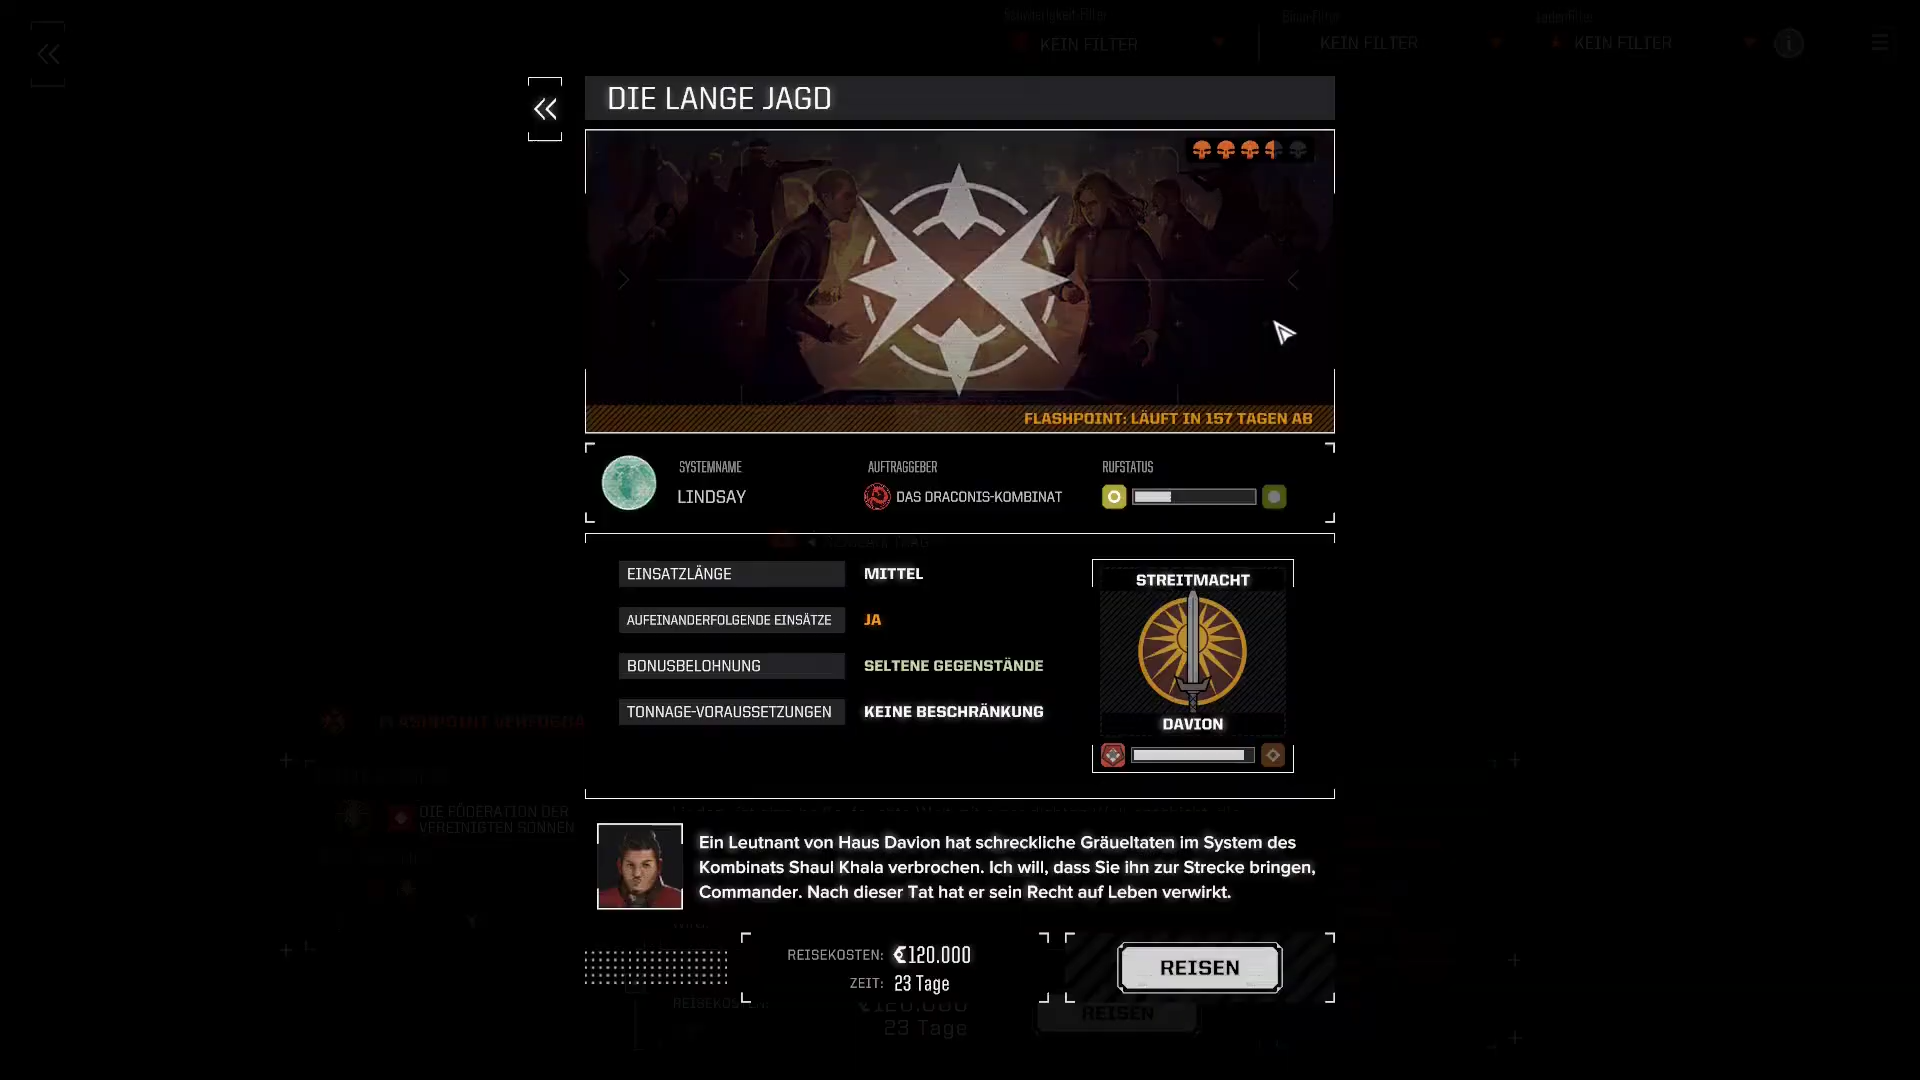 KEIN FILTER
KEIN FILTER
KEIN FILTER
DIE LANGE JAGD
FLASHPOINT: LÄUFT IN 157 TAGEN AB
SYSTEMNAME
LINDSAY
AUFTRAGGEBER
DAS DRACONIS-KOMBINAT
RUFSTATUS
EINSATZLÄNGE
MITTEL
AUFEINANDERFOLGENDE EINSÄTZE
JA
BONUSBELOHNUNG
SELTENE GEGENSTÄNDE
TONNAGE-VORAUSSETZUNGEN
KEINE BESCHRÄNKUNG
STREITMACHT
DAVION
DIE FÖDERATION DER
VEREINIGTEN SONNEN
Ein Leutnant von Haus Davion hat schreckliche Gräueltaten im System des
Kombinats Shaul Khala verbrochen. Ich will, dass Sie ihn zur Strecke bringen,
Commander. Nach dieser Tat hat er sein Recht auf Leben verwirkt.
REISEKOSTEN: 120.000
ZEIT: 23 Tage
REISEN
23 Tage
REISEN